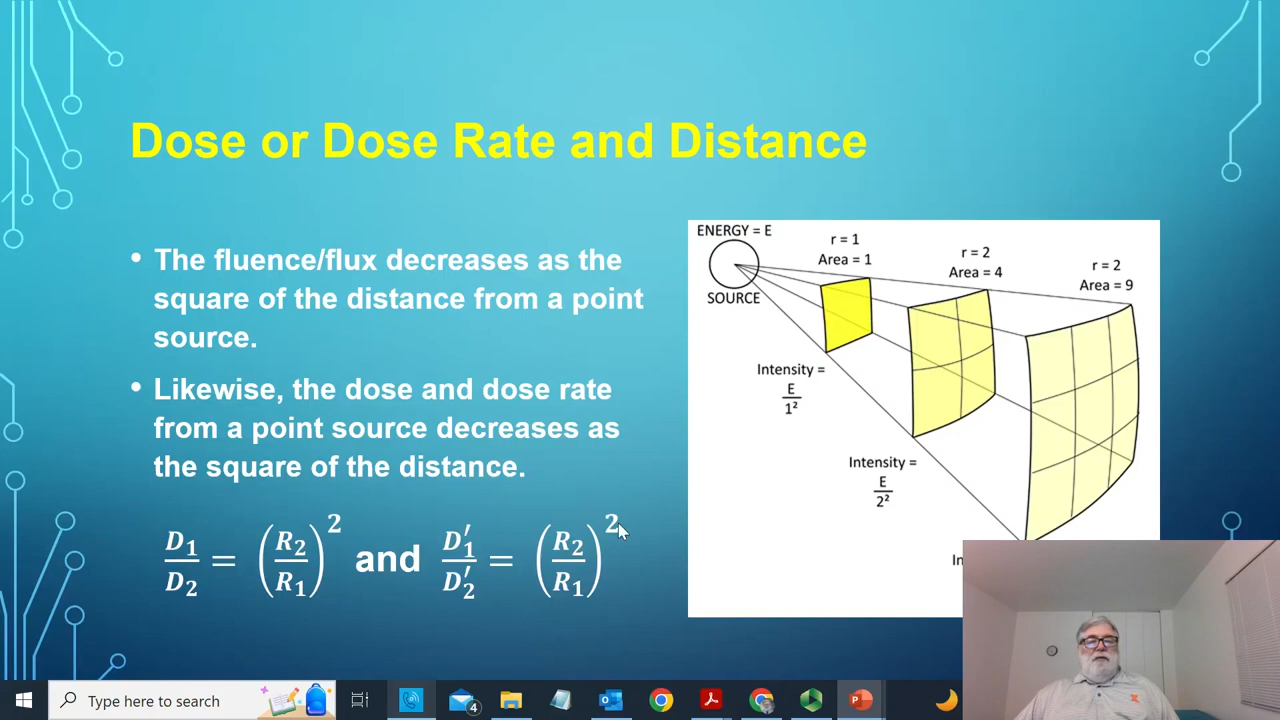 Dose or Dose Rate and Distance
• The fluence/flux decreases as the
square of the distance from a point
source.
• Likewise, the dose and dose rate
from a point source decreases as
the square of the distance.
D₁/D₂ = (R₂/R₁)² and D′₁/D′₂ = (R₂/R₁)²
ENERGY = E
SOURCE
r = 1
Area = 1
r = 2
Area = 4
r = 2
Area = 9
Intensity =
E
1²
Intensity =
E
2²
Type here to search
4